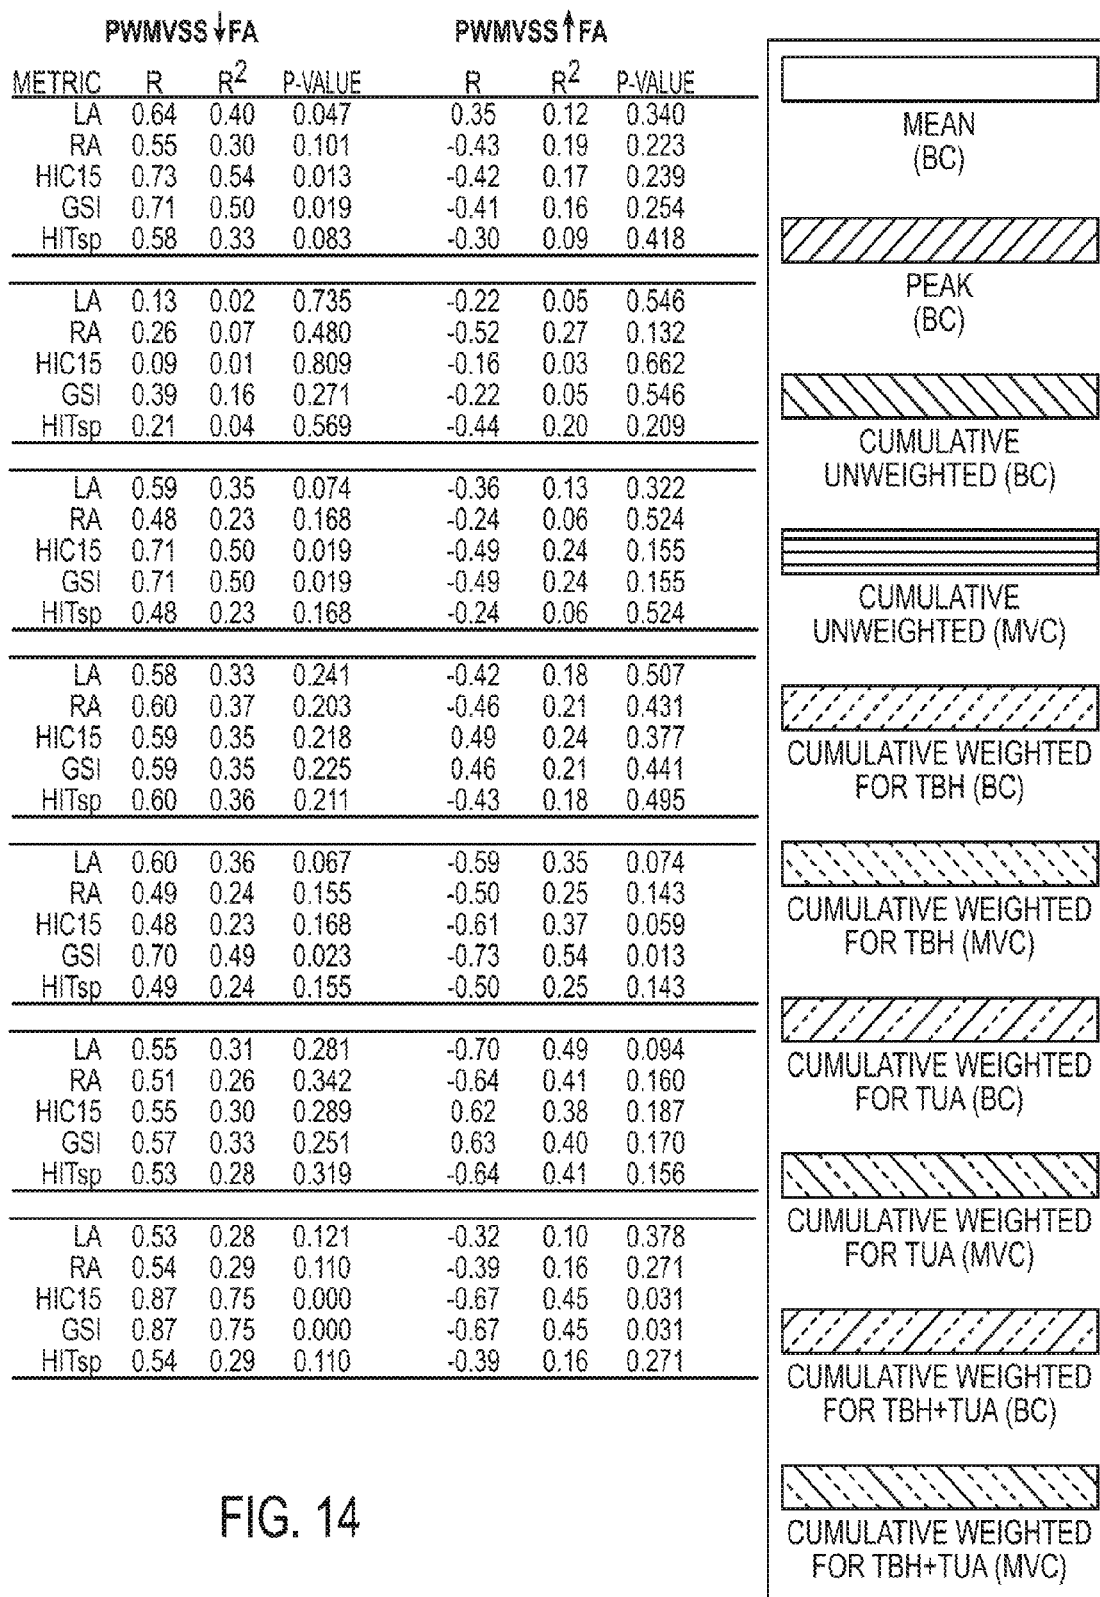 PWMVSS↓FA PWMVSS↑FA
METRIC R R² P-VALUE R R² P-VALUE
LA 0.64 0.40 0.047 0.35 0.12 0.340
RA 0.55 0.30 0.101 -0.43 0.19 0.223
HIC15 0.73 0.54 0.013 -0.42 0.17 0.239
GSI 0.71 0.50 0.019 -0.41 0.16 0.254
HITsp 0.58 0.33 0.083 -0.30 0.09 0.418
LA 0.13 0.02 0.735 -0.22 0.05 0.546
RA 0.26 0.07 0.480 -0.52 0.27 0.132
HIC15 0.09 0.01 0.809 -0.16 0.03 0.662
GSI 0.39 0.16 0.271 -0.22 0.05 0.546
HITsp 0.21 0.04 0.569 -0.44 0.20 0.209
LA 0.59 0.35 0.074 -0.36 0.13 0.322
RA 0.48 0.23 0.168 -0.24 0.06 0.524
HIC15 0.71 0.50 0.019 -0.49 0.24 0.155
GSI 0.71 0.50 0.019 -0.49 0.24 0.155
HITsp 0.48 0.23 0.168 -0.24 0.06 0.524
LA 0.58 0.33 0.241 -0.42 0.18 0.507
RA 0.60 0.37 0.203 -0.46 0.21 0.431
HIC15 0.59 0.35 0.218 0.49 0.24 0.377
GSI 0.59 0.35 0.225 0.46 0.21 0.441
HITsp 0.60 0.36 0.211 -0.43 0.18 0.495
LA 0.60 0.36 0.067 -0.59 0.35 0.074
RA 0.49 0.24 0.155 -0.50 0.25 0.143
HIC15 0.48 0.23 0.168 -0.61 0.37 0.059
GSI 0.70 0.49 0.023 -0.73 0.54 0.013
HITsp 0.49 0.24 0.155 -0.50 0.25 0.143
LA 0.55 0.31 0.281 -0.70 0.49 0.094
RA 0.51 0.26 0.342 -0.64 0.41 0.160
HIC15 0.55 0.30 0.289 0.62 0.38 0.187
GSI 0.57 0.33 0.251 0.63 0.40 0.170
HITsp 0.53 0.28 0.319 -0.64 0.41 0.156
LA 0.53 0.28 0.121 -0.32 0.10 0.378
RA 0.54 0.29 0.110 -0.39 0.16 0.271
HIC15 0.87 0.75 0.000 -0.67 0.45 0.031
GSI 0.87 0.75 0.000 -0.67 0.45 0.031
HITsp 0.54 0.29 0.110 -0.39 0.16 0.271
FIG. 14
MEAN
(BC)
PEAK
(BC)
CUMULATIVE
UNWEIGHTED (BC)
CUMULATIVE
UNWEIGHTED (MVC)
CUMULATIVE WEIGHTED
FOR TBH (BC)
CUMULATIVE WEIGHTED
FOR TBH (MVC)
CUMULATIVE WEIGHTED
FOR TUA (BC)
CUMULATIVE WEIGHTED
FOR TUA (MVC)
CUMULATIVE WEIGHTED
FOR TBH+TUA (BC)
CUMULATIVE WEIGHTED
FOR TBH+TUA (MVC)